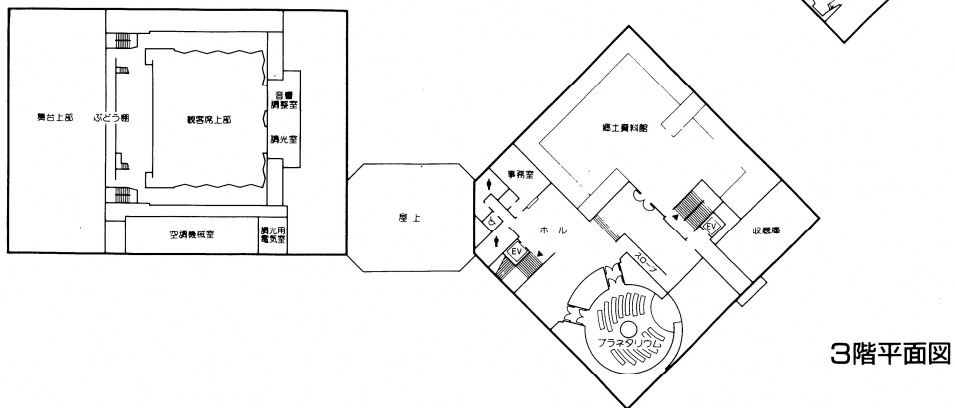 舞台上部
ぶどう棚
観客席上部
音響
調整室
調光室
空調機械室
調光用
電気室
屋上
事務室
EV
ホール
郷土資料館
EV
収蔵庫
スロープ
プラネタリウム
3階平面図